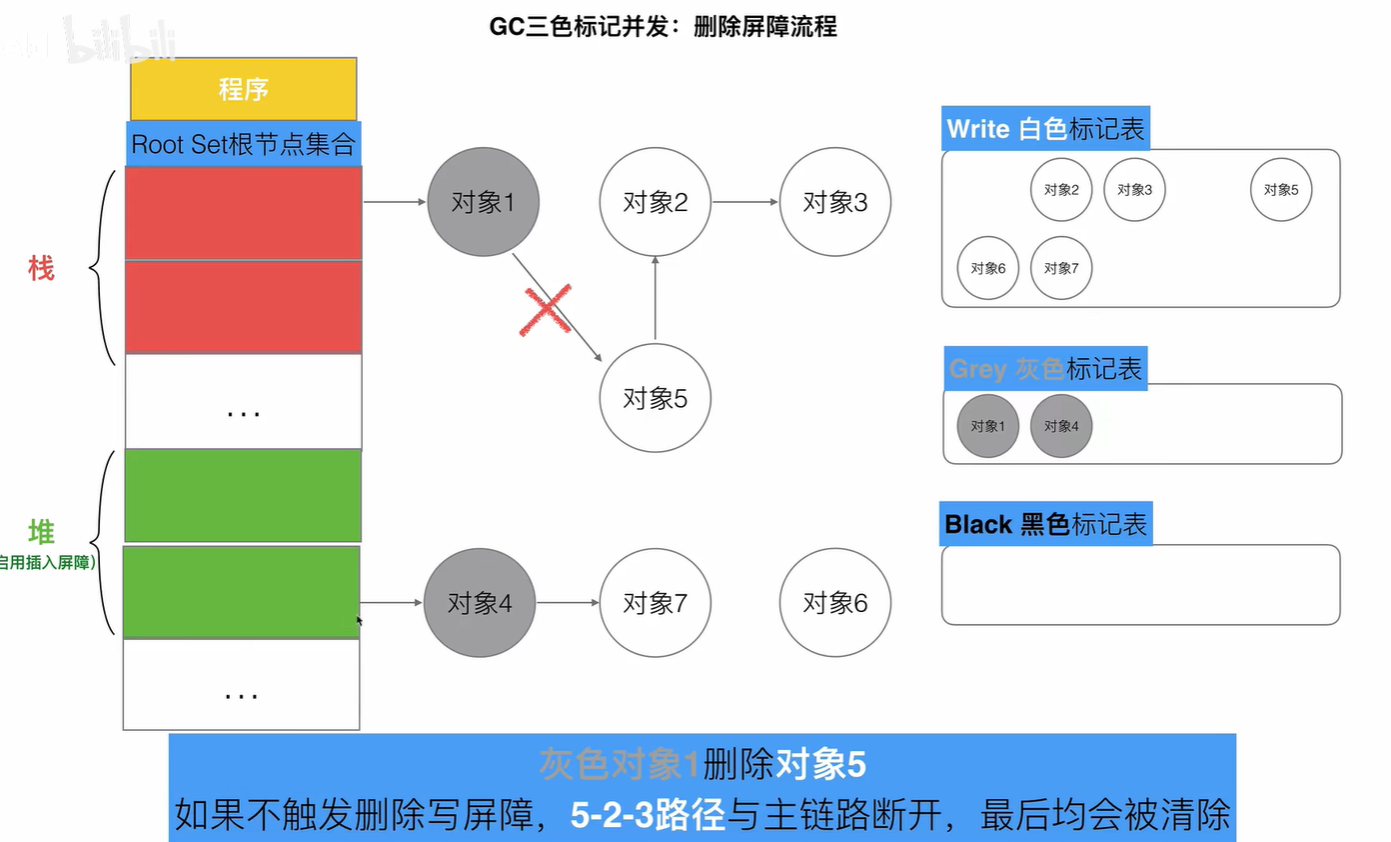 GC三色标记并发：删除屏障流程
bilibili
程序
Root Set根节点集合
栈
...
堆
启用插入屏障)
...
对象1
对象2
对象3
对象5
对象4
对象7
对象6
Write 白色标记表
对象2
对象3
对象5
对象6
对象7
Grey 灰色标记表
对象1
对象4
Black 黑色标记表
灰色对象1删除对象5
如果不触发删除写屏障，5-2-3路径与主链路断开，最后均会被清除